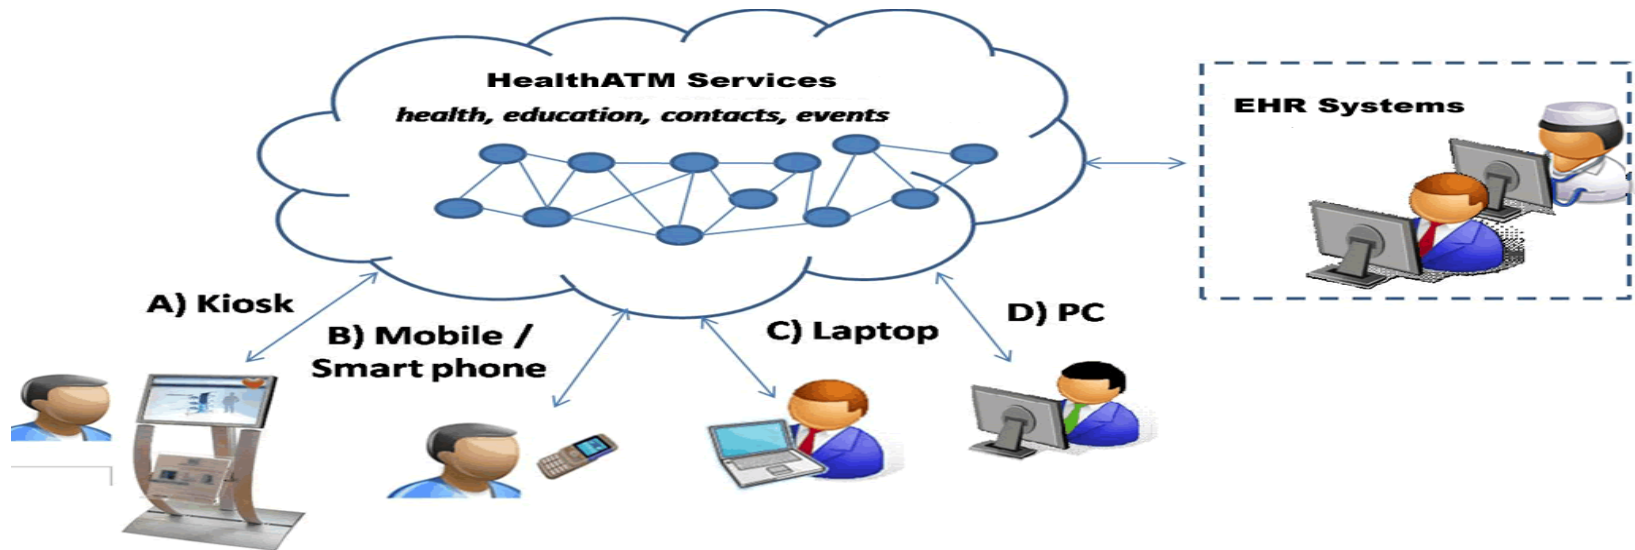 HealthATM Services
health, education, contacts, events
EHR Systems
A) Kiosk
B) Mobile /
Smart phone
C) Laptop
D) PC